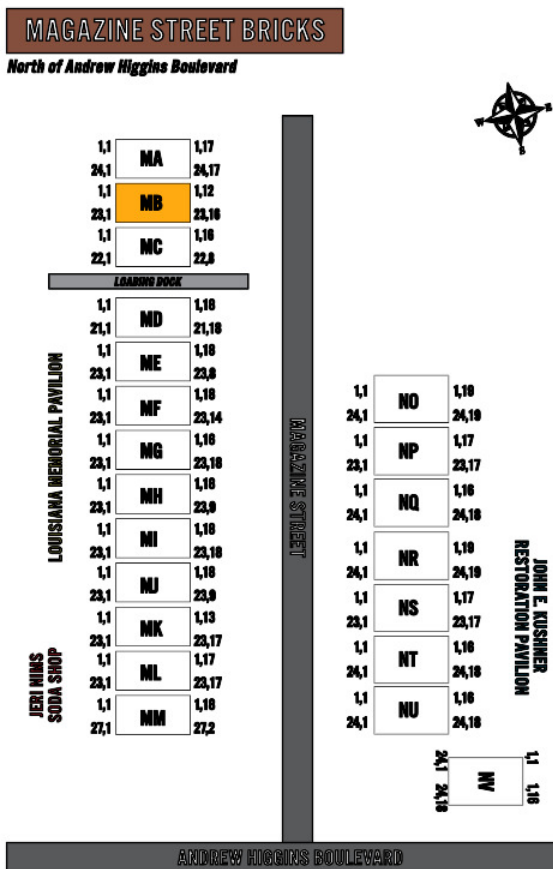 MAGAZINE STREET BRICKS
North of Andrew Higgins Boulevard
N
W
E
S
1,1 MA 1,17
24,1 24,17
1,1 MB 1,12
23,1 23,16
1,1 MC 1,16
22,1 22,8
LOADING DOCK
1,1 MD 1,18
21,1 21,18
1,1 ME 1,18
23,1 23,8
1,1 MF 1,18
23,1 23,14
1,1 MG 1,16
23,1 23,18
1,1 MH 1,18
23,1 23,9
1,1 MI 1,18
23,1 23,18
1,1 MJ 1,18
23,1 23,9
1,1 MK 1,13
23,1 23,17
1,1 ML 1,17
23,1 23,17
1,1 MM 1,18
27,1 27,2
LOUISIANA MEMORIAL PAVILION
JERI NIMS
SODA SHOP
MAGAZINE STREET
1,1 NO 1,19
24,1 24,19
1,1 NP 1,17
23,1 23,17
1,1 NQ 1,16
24,1 24,18
1,1 NR 1,19
24,1 24,19
1,1 NS 1,17
23,1 23,17
1,1 NT 1,16
24,1 24,18
1,1 NU 1,16
24,1 24,18
JOHN E. KUSHNER
RESTORATION PAVILION
1,1 NV 1,18
24,1 24,18
ANDREW HIGGINS BOULEVARD